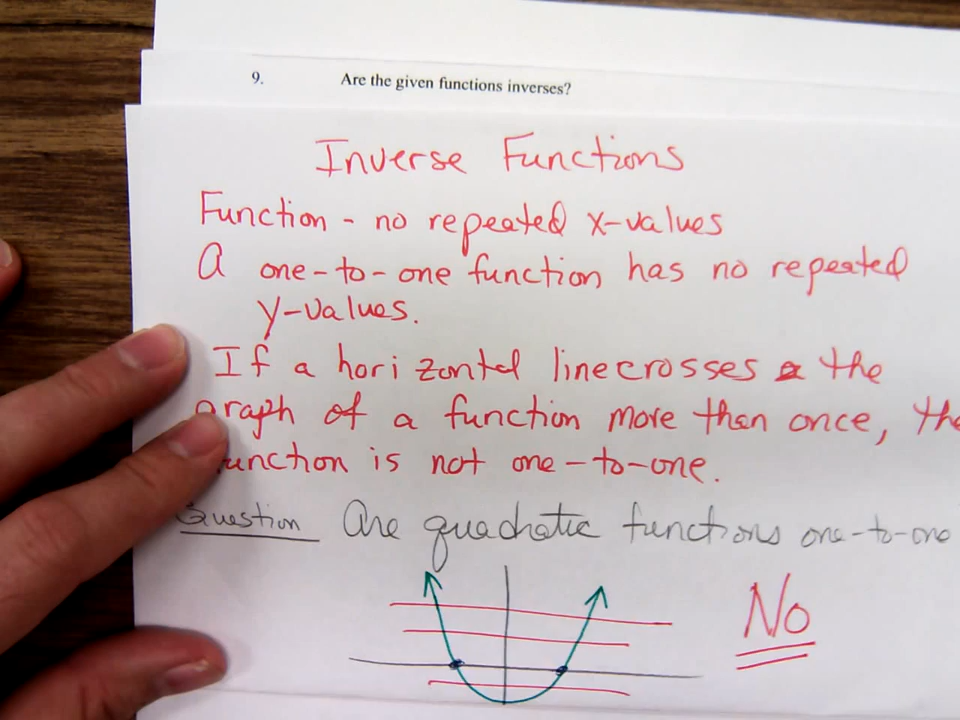 9. Are the given functions inverses?
Inverse Functions
Function - no repeated x-values
A one-to-one function has no repeated
y-values.
If a horizontal line crosses the
graph of a function more than once, the
function is not one-to-one.
Question Are quadratic functions one-to-one
No